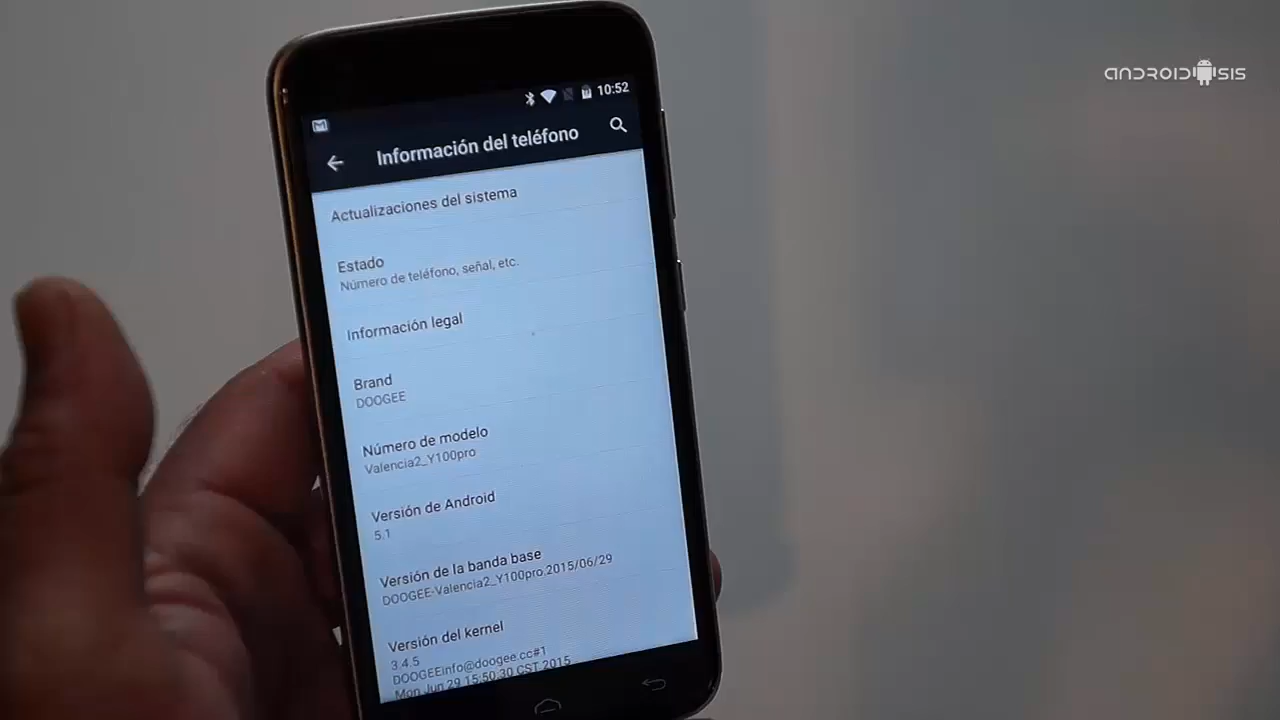 ANDROIDSIS
10:52
Información del teléfono
Actualizaciones del sistema
Estado
Número de teléfono, señal, etc.
Información legal
Brand
DOOGEE
Número de modelo
Valencia2_Y100pro
Versión de Android
5.1
Versión de la banda base
DOOGEE-Valencia2_Y100pro.2015/06/29
Versión del kernel
3.4.5
DOOGEEinfo@doogee.cc#1
Mon Jun 29 15:50:30 CST 2015